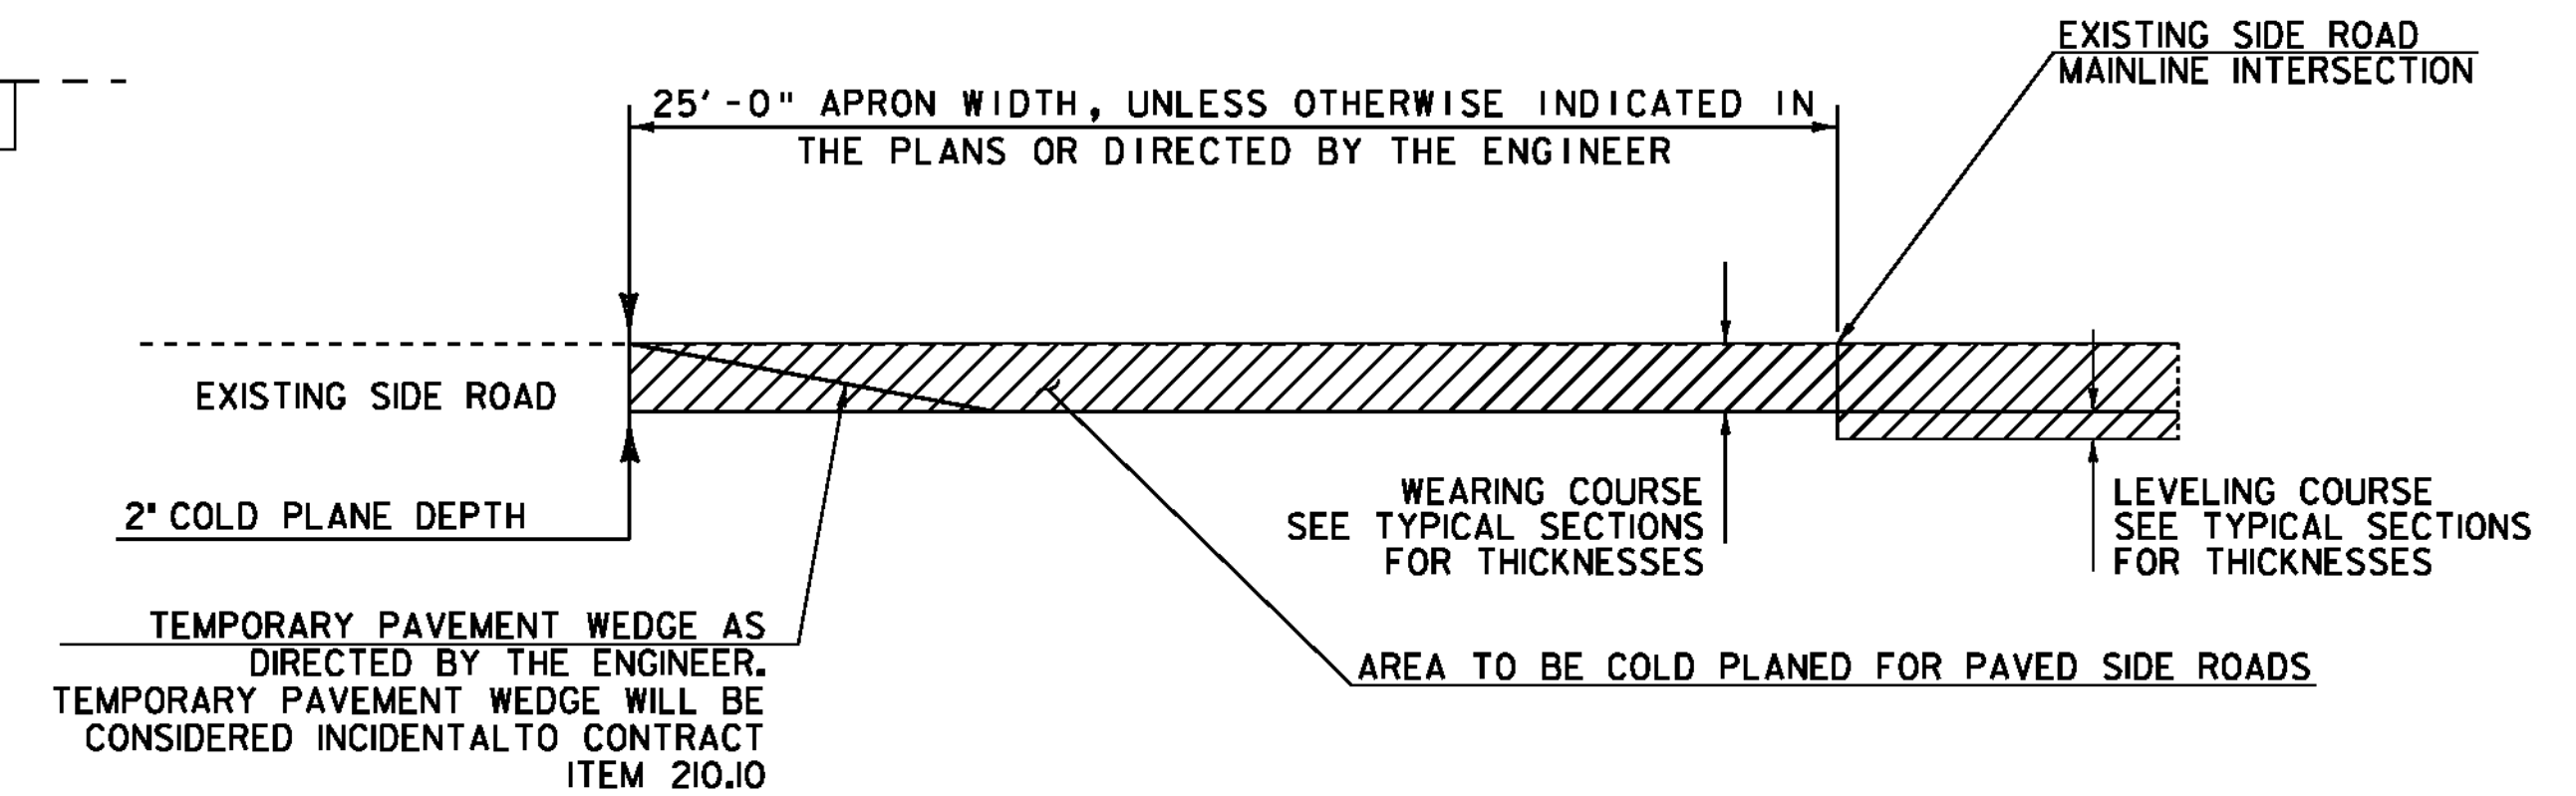 EXISTING SIDE ROAD
MAINLINE INTERSECTION
25'-0" APRON WIDTH, UNLESS OTHERWISE INDICATED IN
THE PLANS OR DIRECTED BY THE ENGINEER
EXISTING SIDE ROAD
2" COLD PLANE DEPTH
WEARING COURSE
SEE TYPICAL SECTIONS
FOR THICKNESSES
LEVELING COURSE
SEE TYPICAL SECTIONS
FOR THICKNESSES
TEMPORARY PAVEMENT WEDGE AS
DIRECTED BY THE ENGINEER.
TEMPORARY PAVEMENT WEDGE WILL BE
CONSIDERED INCIDENTALTO CONTRACT
ITEM 210.10
AREA TO BE COLD PLANED FOR PAVED SIDE ROADS